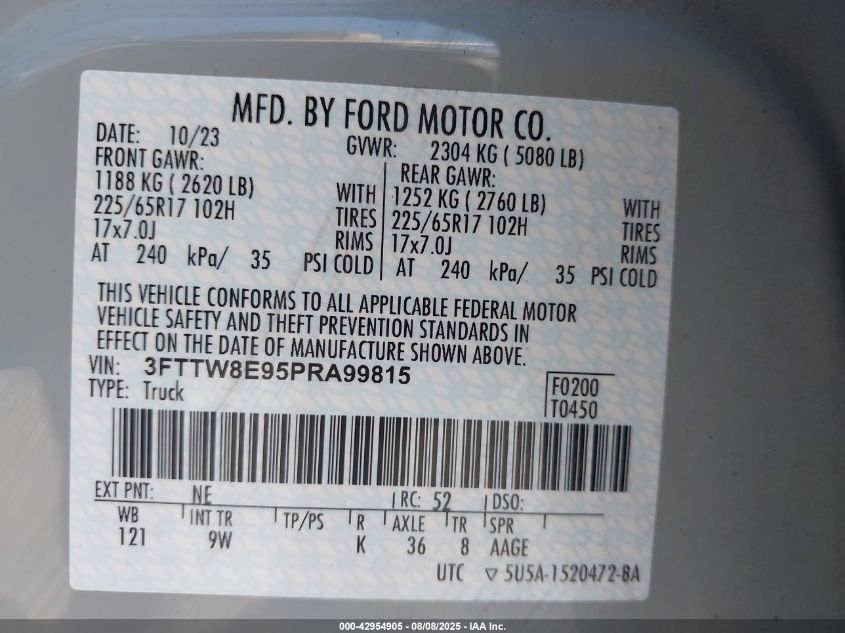 MFD. BY FORD MOTOR CO.
DATE: 10/23 GVWR: 2304 KG ( 5080 LB)
FRONT GAWR: REAR GAWR:
1188 KG ( 2620 LB) WITH 1252 KG ( 2760 LB) WITH
225/65R17 102H TIRES 225/65R17 102H TIRES
17x7.0J RIMS 17x7.0J RIMS
AT 240 kPa/ 35 PSI COLD AT 240 kPa/ 35 PSI COLD
THIS VEHICLE CONFORMS TO ALL APPLICABLE FEDERAL MOTOR
VEHICLE SAFETY AND THEFT PREVENTION STANDARDS IN
EFFECT ON THE DATE OF MANUFACTURE SHOWN ABOVE.
VIN: 3FTTW8E95PRA99815
TYPE: Truck
F0200
T0450
EXT PNT: NE RC: 52 DSO:
WB INT TR TP/PS R AXLE TR SPR
121 9W K 36 8 AAGE
UTC ▽ 5U5A-1520472-BA
000-42954905 - 08/08/2025 - IAA Inc.